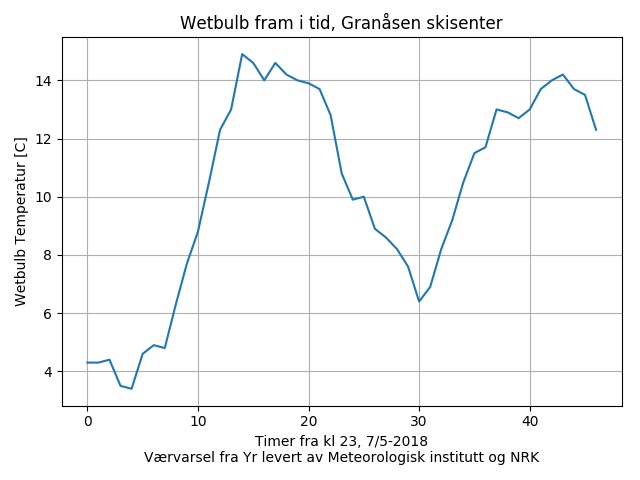 Wetbulb fram i tid, Granåsen skisenter
Wetbulb Temperatur [C]
14
12
10
8
6
4
0 10 20 30 40
Timer fra kl 23, 7/5-2018
Værvarsel fra Yr levert av Meteorologisk institutt og NRK